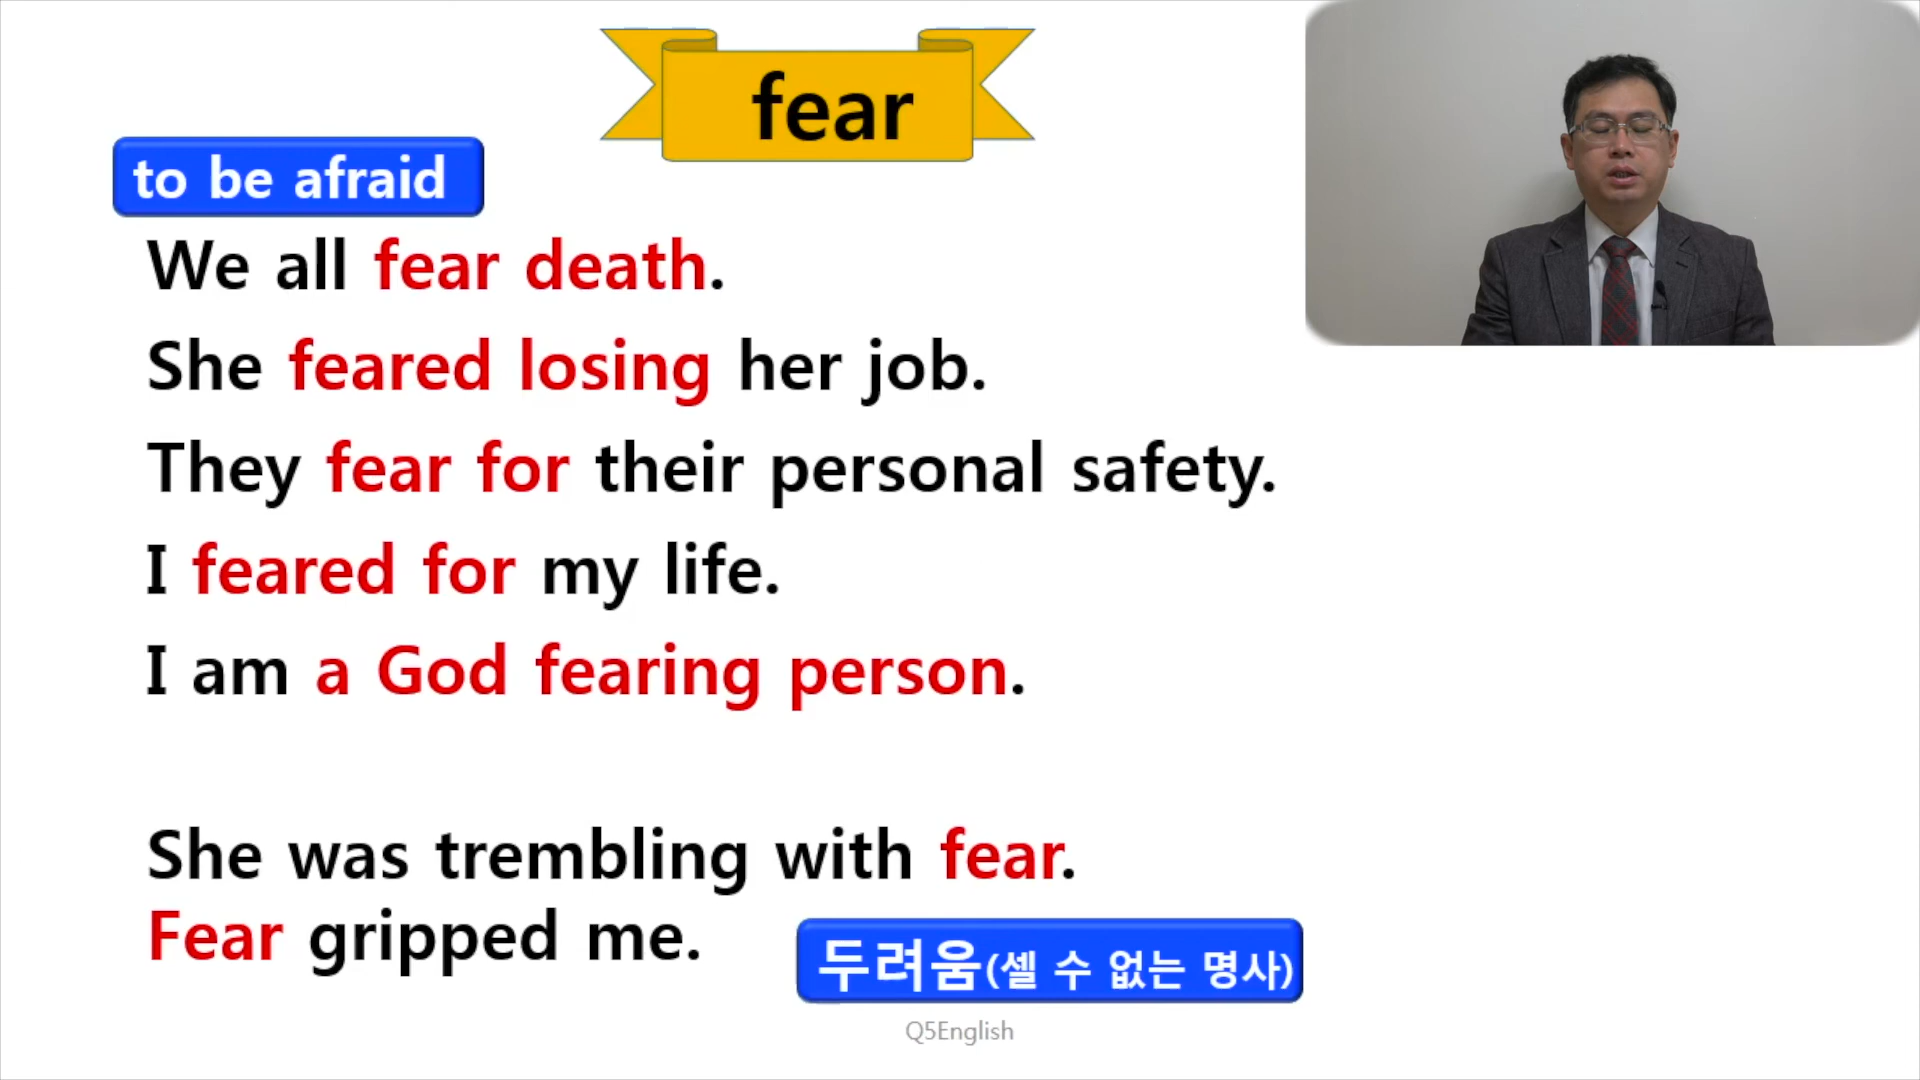 fear
to be afraid
We all fear death.
She feared losing her job.
They fear for their personal safety.
I feared for my life.
I am a God fearing person.
She was trembling with fear.
Fear gripped me.
두려움(셀 수 없는 명사)
Q5English